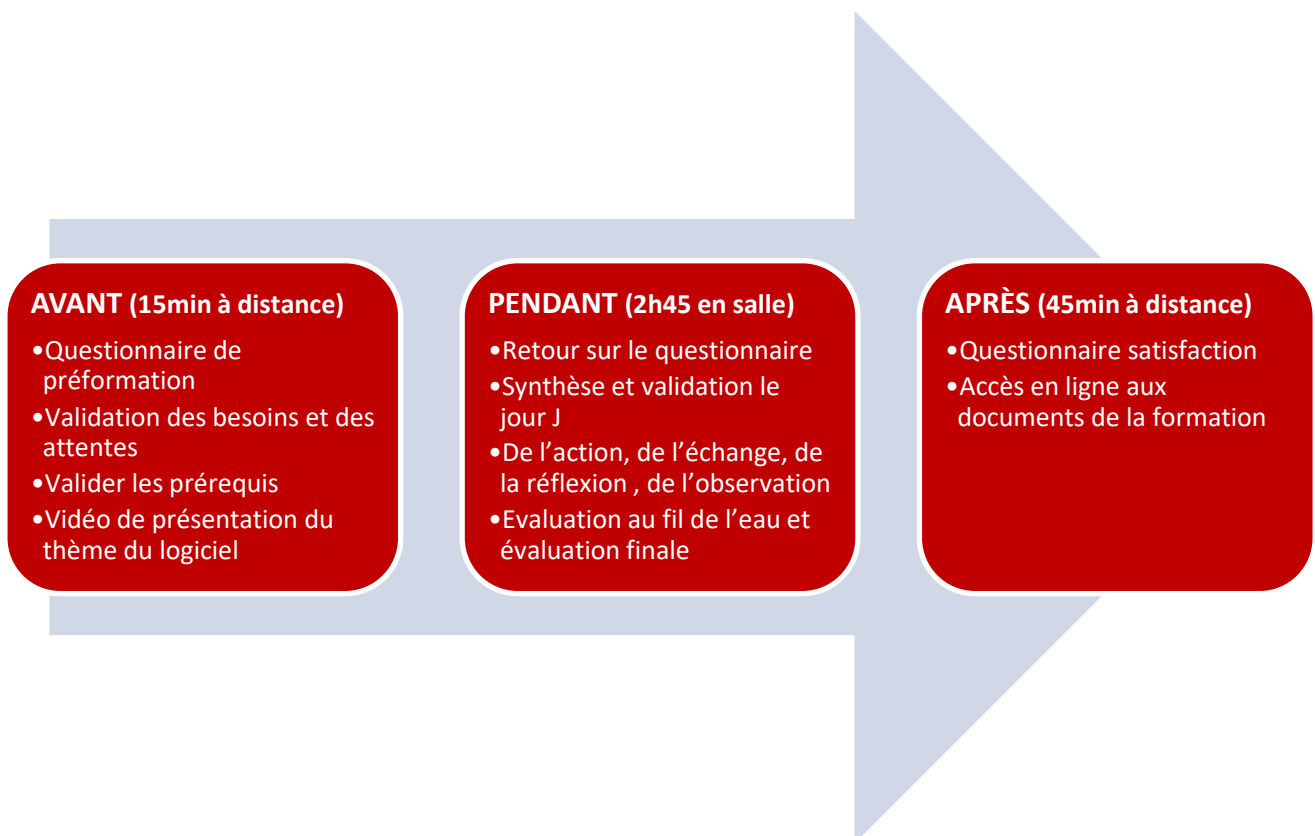 AVANT (15min à distance)
•Questionnaire de
préformation
•Validation des besoins et des
attentes
•Valider les prérequis
•Vidéo de présentation du
thème du logiciel
PENDANT (2h45 en salle)
•Retour sur le questionnaire
•Synthèse et validation le
jour J
•De l’action, de l’échange, de
la réflexion , de l’observation
•Evaluation au fil de l’eau et
évaluation finale
APRÈS (45min à distance)
•Questionnaire satisfaction
•Accès en ligne aux
documents de la formation